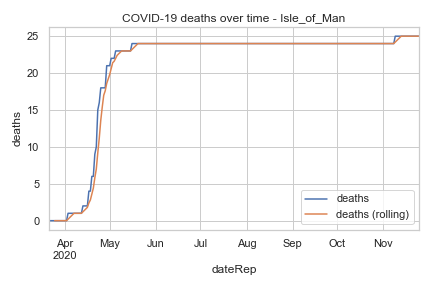 COVID-19 deaths over time - Isle_of_Man
deaths
25
20
15
10
5
0
Apr
2020
May
Jun
Jul
Aug
Sep
Oct
Nov
dateRep
deaths
deaths (rolling)